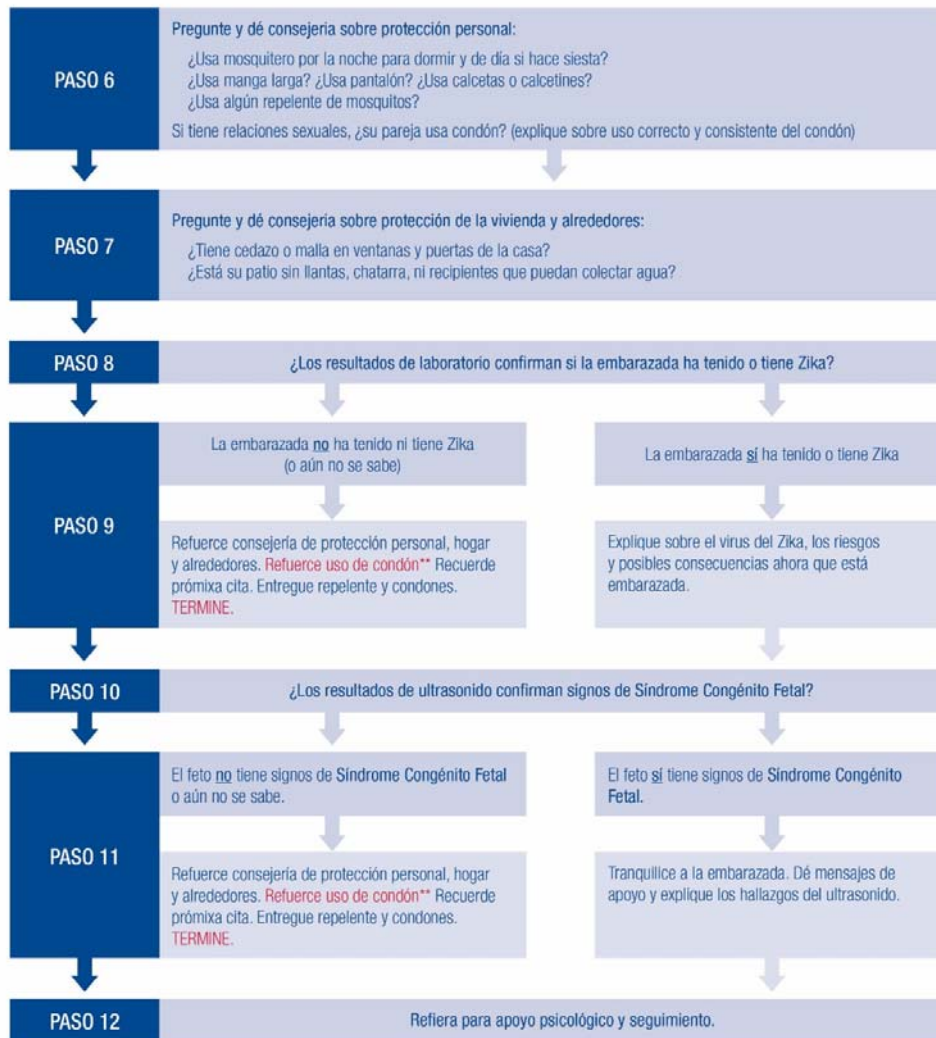 PASO 6
Pregunte y dé consejería sobre protección personal:
¿Usa mosquitero por la noche para dormir y de día si hace siesta?
¿Usa manga larga? ¿Usa pantalón? ¿Usa calcetas o calcetines?
¿Usa algún repelente de mosquitos?
Si tiene relaciones sexuales, ¿su pareja usa condón? (explique sobre uso correcto y consistente del condón)
PASO 7
Pregunte y dé consejería sobre protección de la vivienda y alrededores:
¿Tiene cedazo o malla en ventanas y puertas de la casa?
¿Está su patio sin llantas, chatarra, ni recipientes que puedan colectar agua?
PASO 8
¿Los resultados de laboratorio confirman si la embarazada ha tenido o tiene Zika?
PASO 9
La embarazada no ha tenido ni tiene Zika
(o aún no se sabe)
Refuerce consejería de protección personal, hogar
y alrededores. Refuerce uso de condón** Recuerde
prómixa cita. Entregue repelente y condones.
TERMINE.
La embarazada sí ha tenido o tiene Zika
Explique sobre el virus del Zika, los riesgos
y posibles consecuencias ahora que está
embarazada.
PASO 10
¿Los resultados de ultrasonido confirman signos de Síndrome Congénito Fetal?
PASO 11
El feto no tiene signos de Síndrome Congénito Fetal
o aún no se sabe.
Refuerce consejería de protección personal, hogar
y alrededores. Refuerce uso de condón** Recuerde
prómixa cita. Entregue repelente y condones.
TERMINE.
El feto sí tiene signos de Síndrome Congénito
Fetal.
Tranquilice a la embarazada. Dé mensajes de
apoyo y explique los hallazgos del ultrasonido.
PASO 12
Refiera para apoyo psicológico y seguimiento.